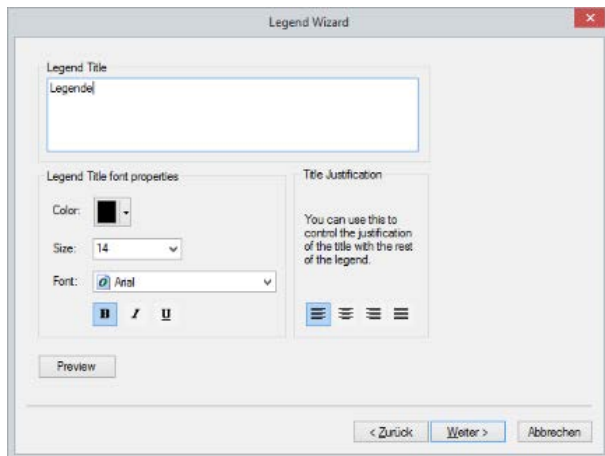 Legend Wizard
Legend Title
Legende
Legend Title font properties
Color:
Size: 14
Font: Arial
B I U
Title Justification
You can use this to
control the justification
of the title with the rest
of the legend.
Preview
< Zurück
Weiter >
Abbrechen